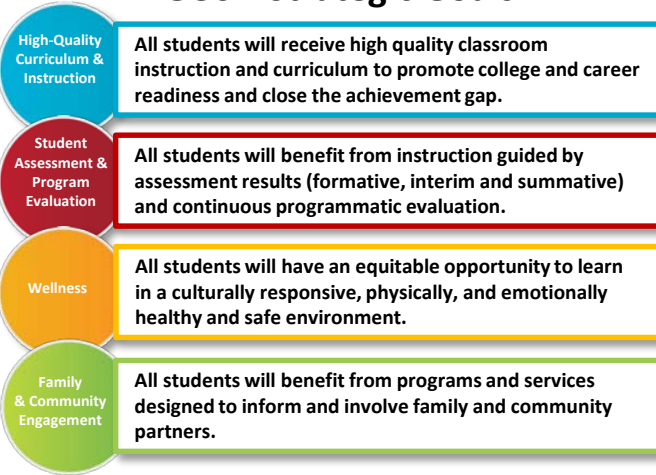 High-Quality
Curriculum &
Instruction
All students will receive high quality classroom
instruction and curriculum to promote college and career
readiness and close the achievement gap.
Student
Assessment &
Program
Evaluation
All students will benefit from instruction guided by
assessment results (formative, interim and summative)
and continuous programmatic evaluation.
Wellness
All students will have an equitable opportunity to learn
in a culturally responsive, physically, and emotionally
healthy and safe environment.
Family
& Community
Engagement
All students will benefit from programs and services
designed to inform and involve family and community
partners.